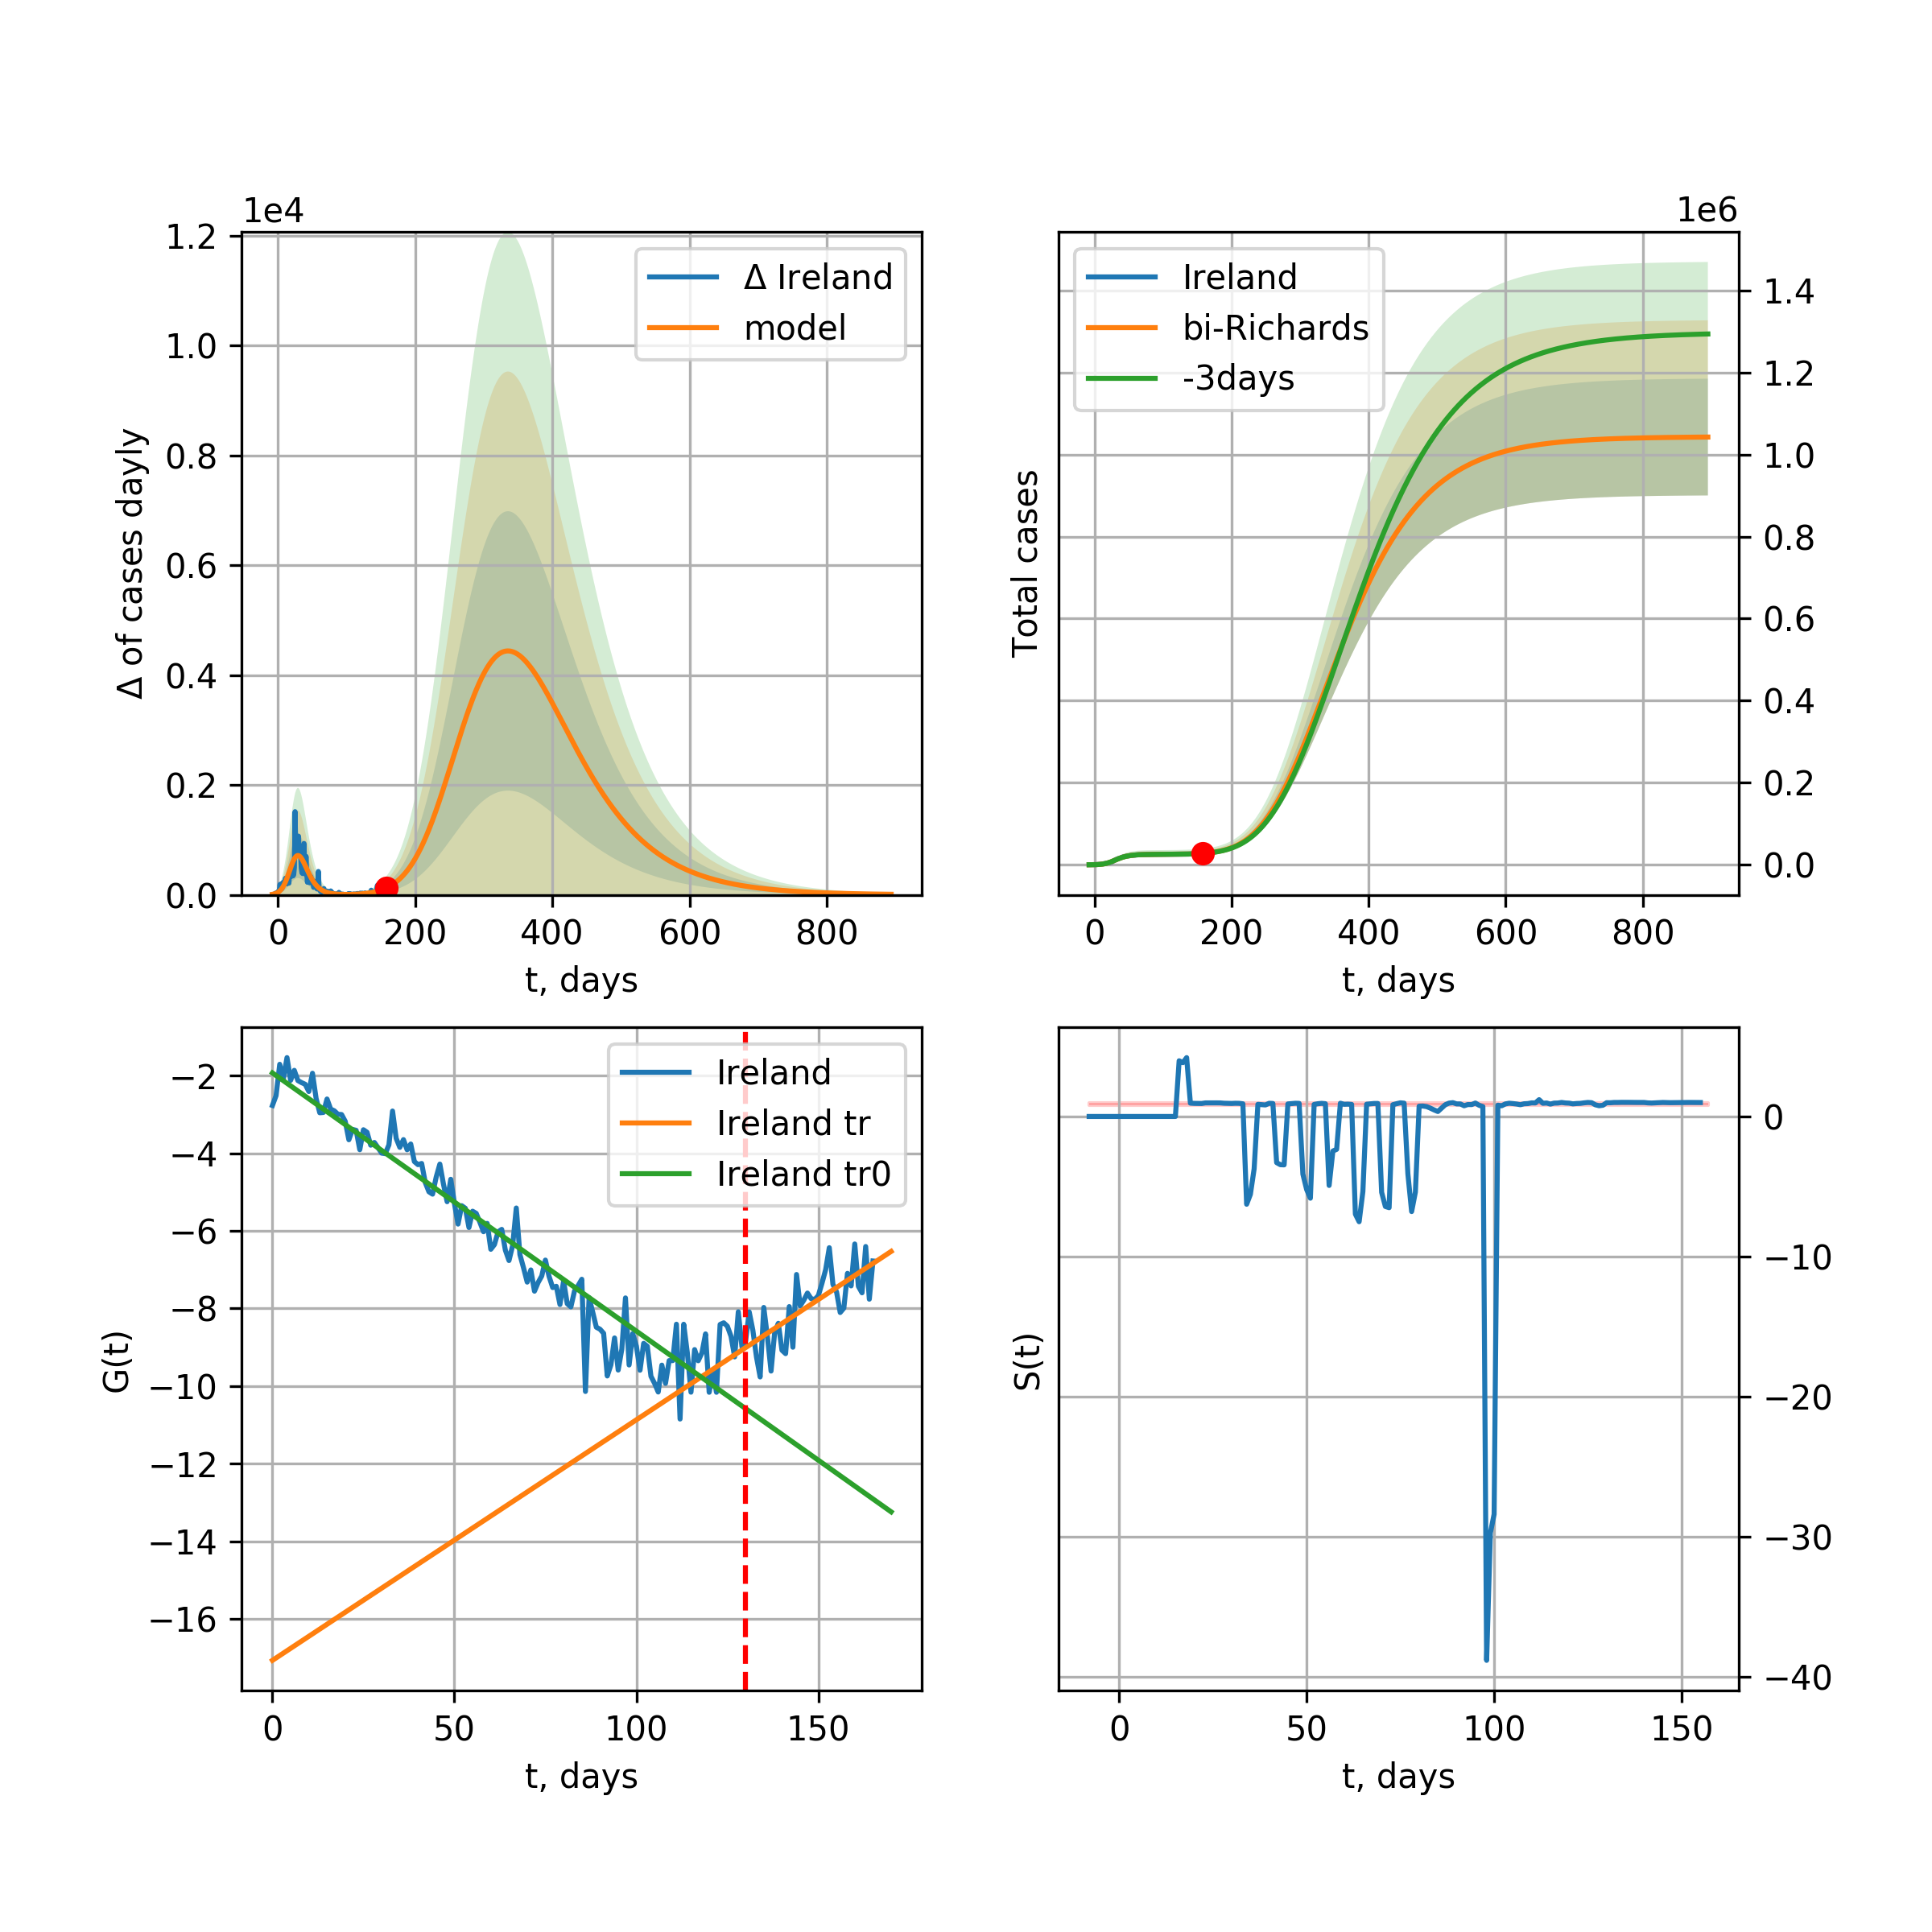 1e4
1.2
1.0
0.8
0.6
0.4
0.2
0.0
Δ of cases dayly
Δ Ireland
model
0 200 400 600 800
t, days
1e6
Total cases
Ireland
bi-Richards
-3days
1.4
1.2
1.0
0.8
0.6
0.4
0.2
0.0
0 200 400 600 800
t, days
G(t)
−2
−4
−6
−8
−10
−12
−14
−16
Ireland
Ireland tr
Ireland tr0
0 50 100 150
t, days
S(t)
0
−10
−20
−30
−40
0 50 100 150
t, days